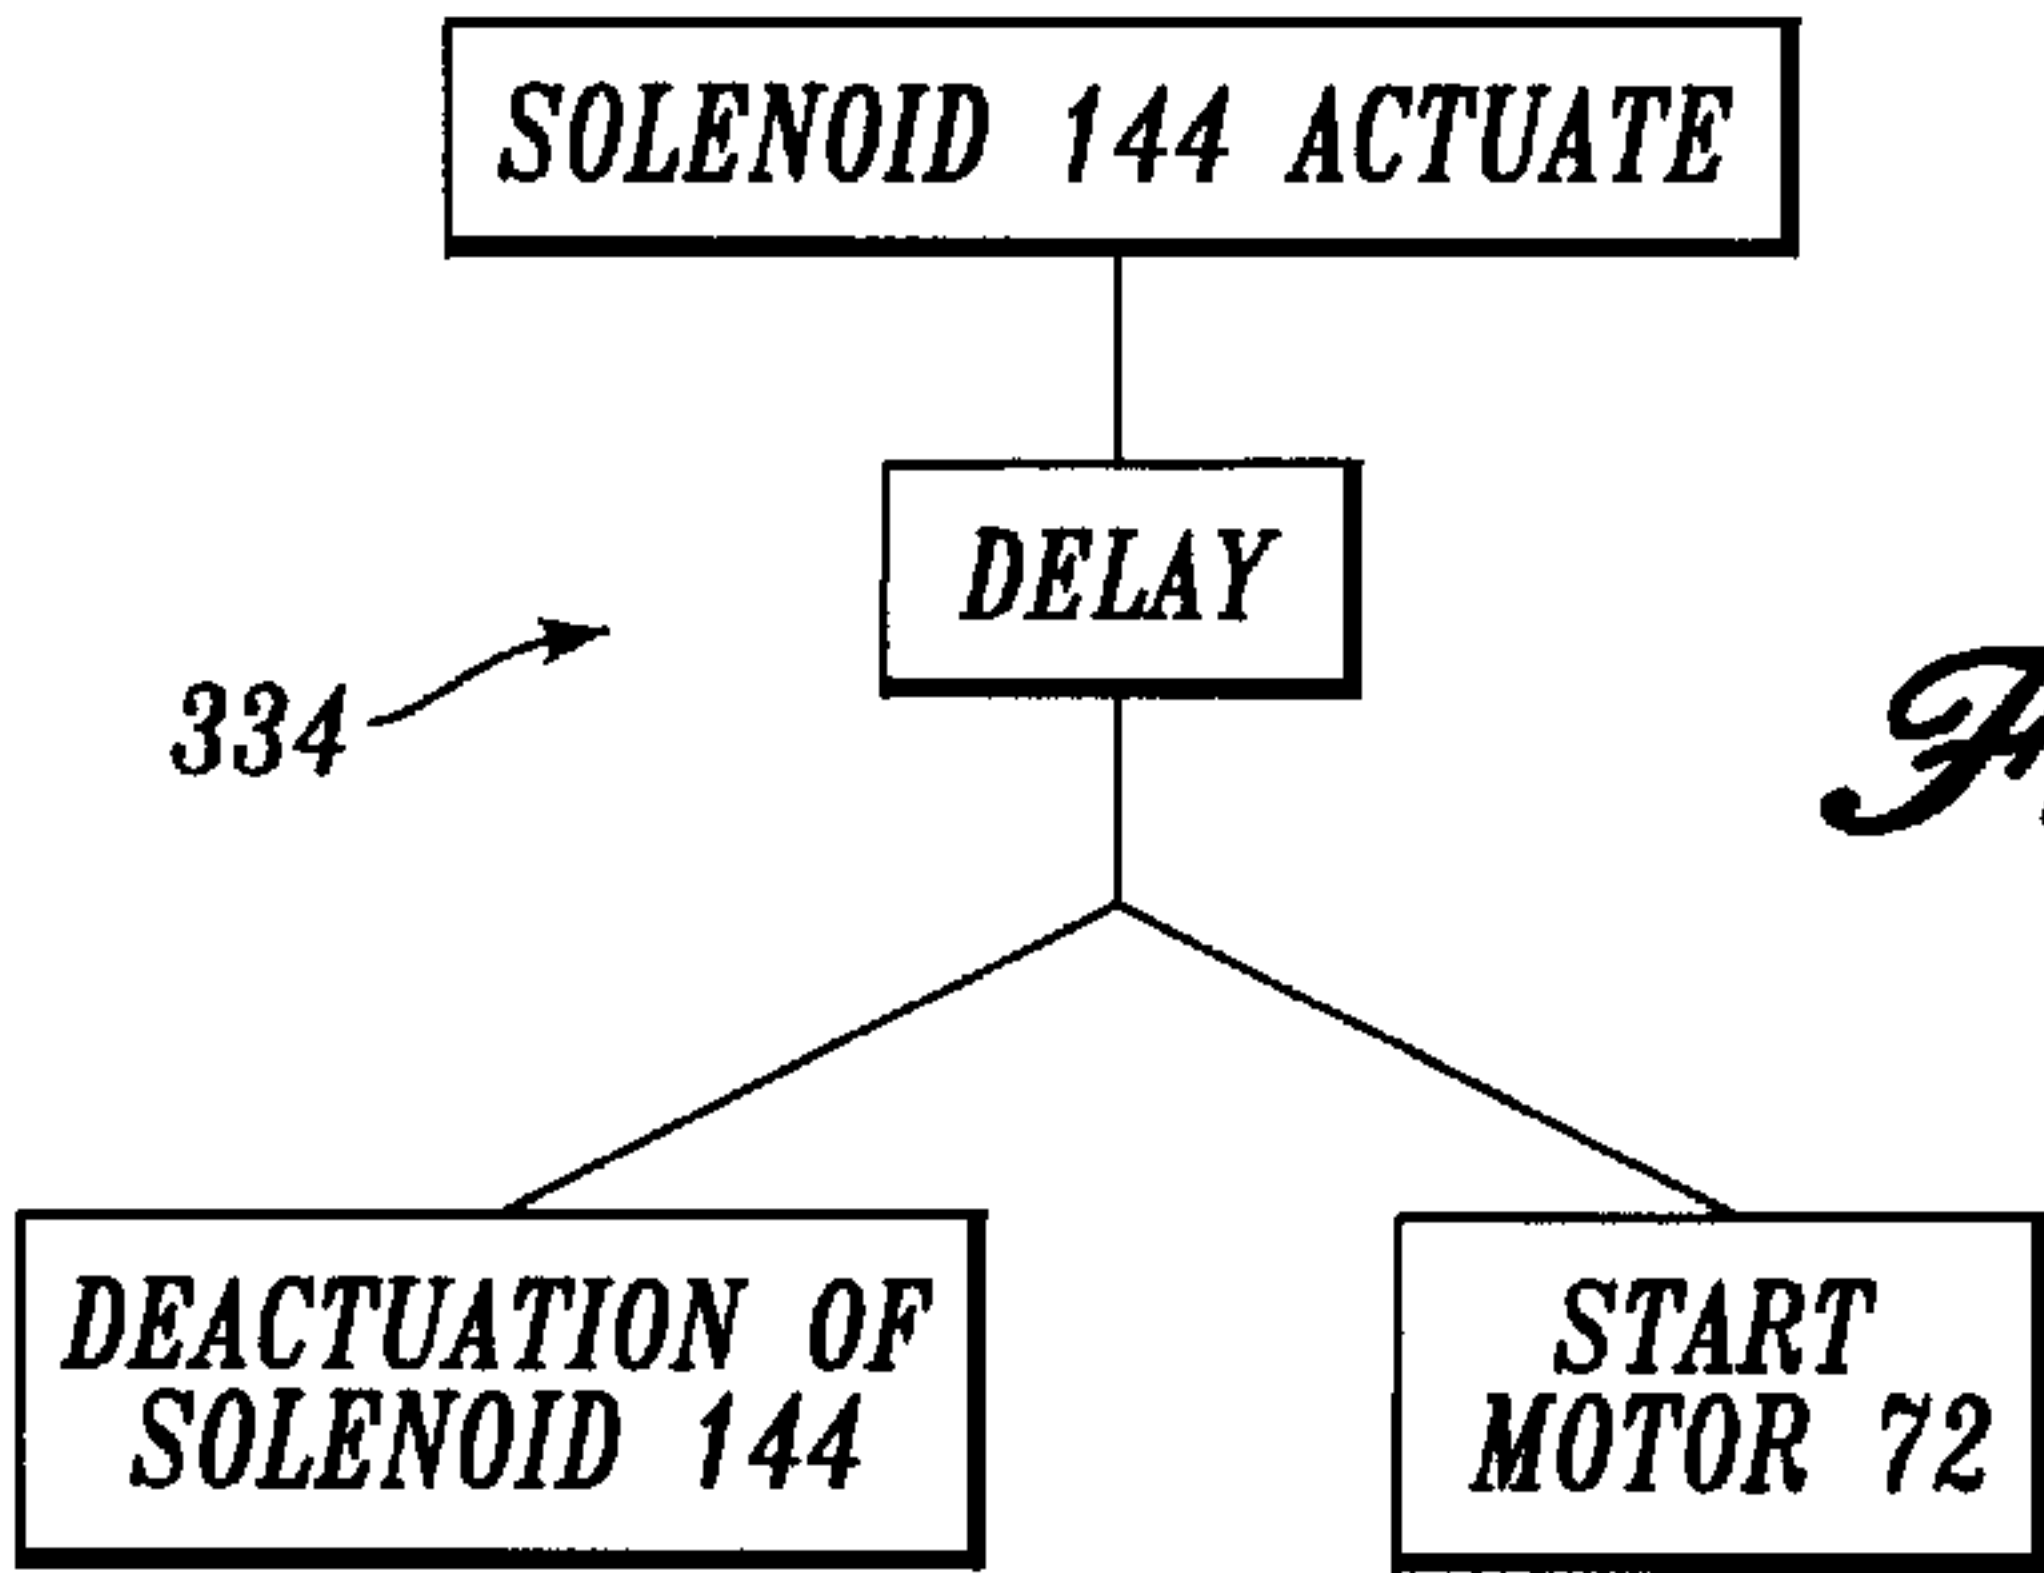 SOLENOID 144 ACTUATE
DELAY
334
DEACTUATION OF
SOLENOID 144
START
MOTOR 72